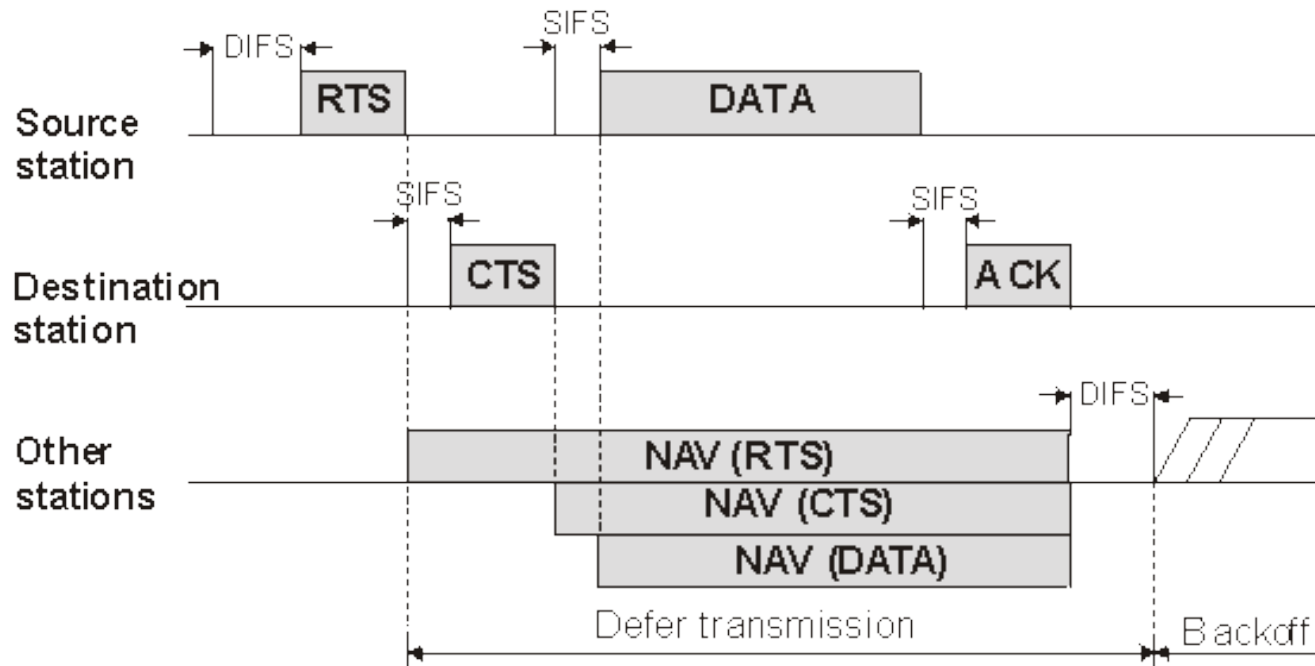 SIFS
DIFS
RTS
DATA
Source
station
SIFS
SIFS
CTS
ACK
Destination
station
DIFS
Other
stations
NAV (RTS)
NAV (CTS)
NAV (DATA)
Defer transmission
Backoff